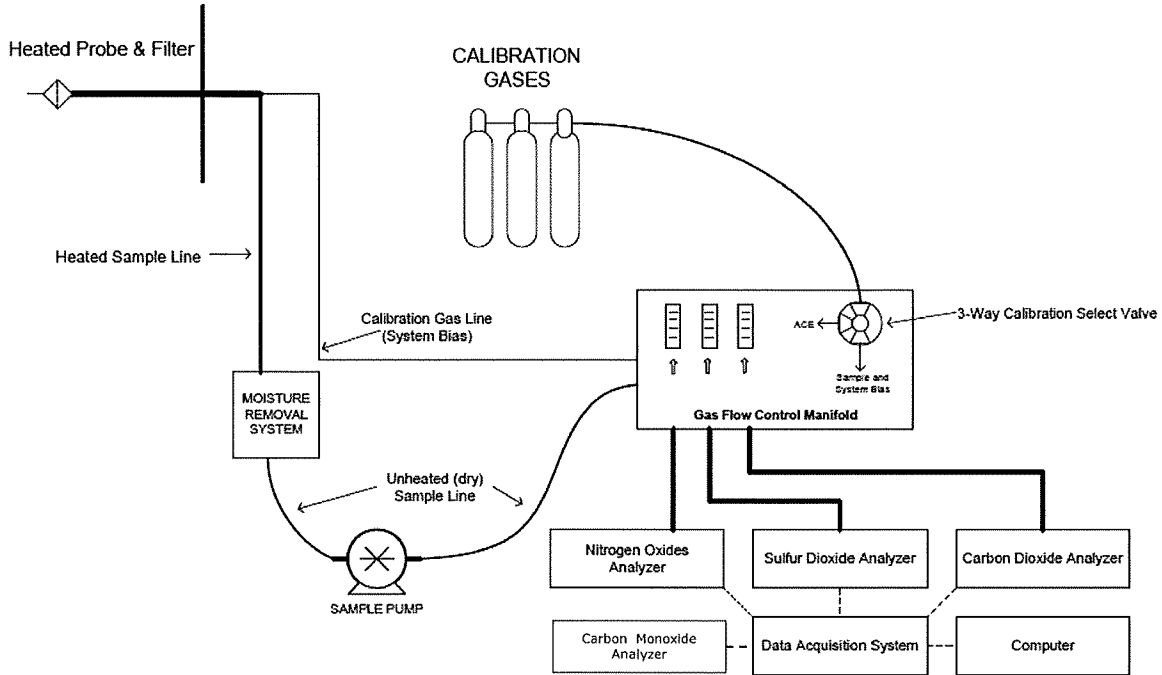 Heated Probe & Filter
CALIBRATION
GASES
Heated Sample Line
Calibration Gas Line
(System Bias)
ACE
3-Way Calibration Select Valve
Sample and
System Bias
Gas Flow Control Manifold
MOISTURE
REMOVAL
SYSTEM
Unheated (dry)
Sample Line
SAMPLE PUMP
Nitrogen Oxides
Analyzer
Sulfur Dioxide Analyzer
Carbon Dioxide Analyzer
Carbon Monoxide
Analyzer
Data Acquisition System
Computer